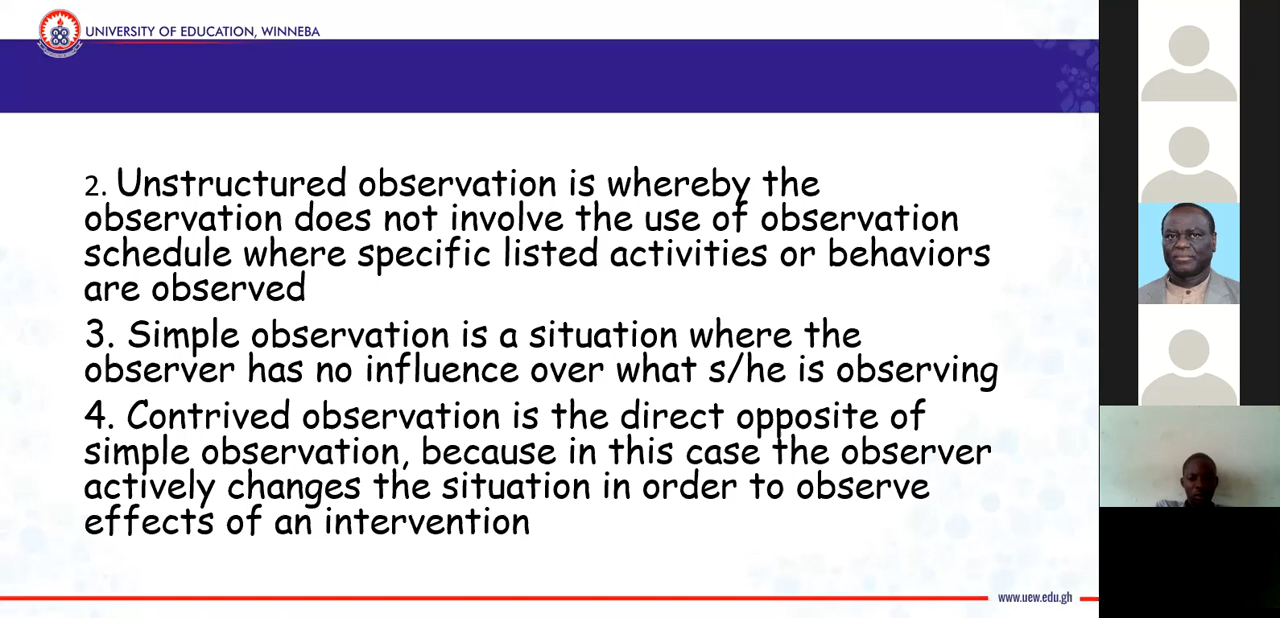 UNIVERSITY OF EDUCATION, WINNEBA
2. Unstructured observation is whereby the
observation does not involve the use of observation
schedule where specific listed activities or behaviors
are observed
3. Simple observation is a situation where the
observer has no influence over what s/he is observing
4. Contrived observation is the direct opposite of
simple observation, because in this case the observer
actively changes the situation in order to observe
effects of an intervention
www.uew.edu.gh